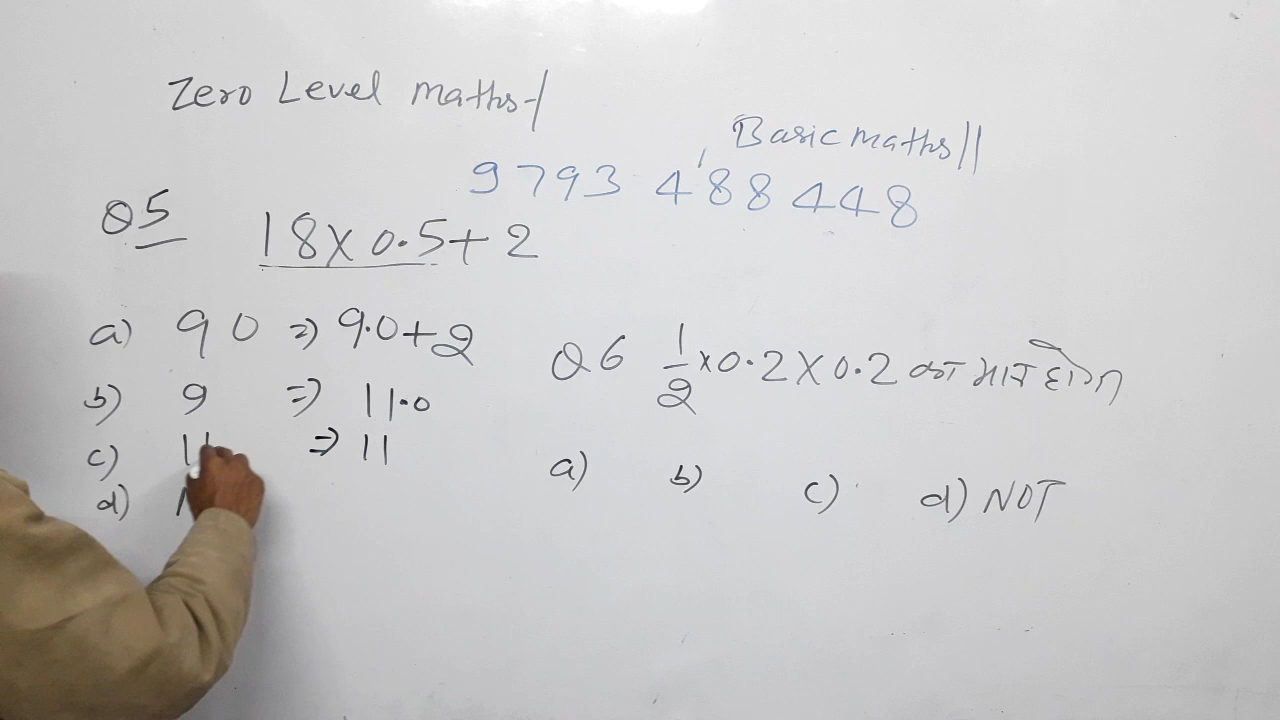 Zero Level maths-/
Basic maths||
9793 488448
Q5 18×0.5+2
a) 90 => 9.0+2
b) 9 => 11.0
c) 11 => 11
d)
Q6 1/2×0.2×0.2 का मान होगा
a) b) c) d) NOT